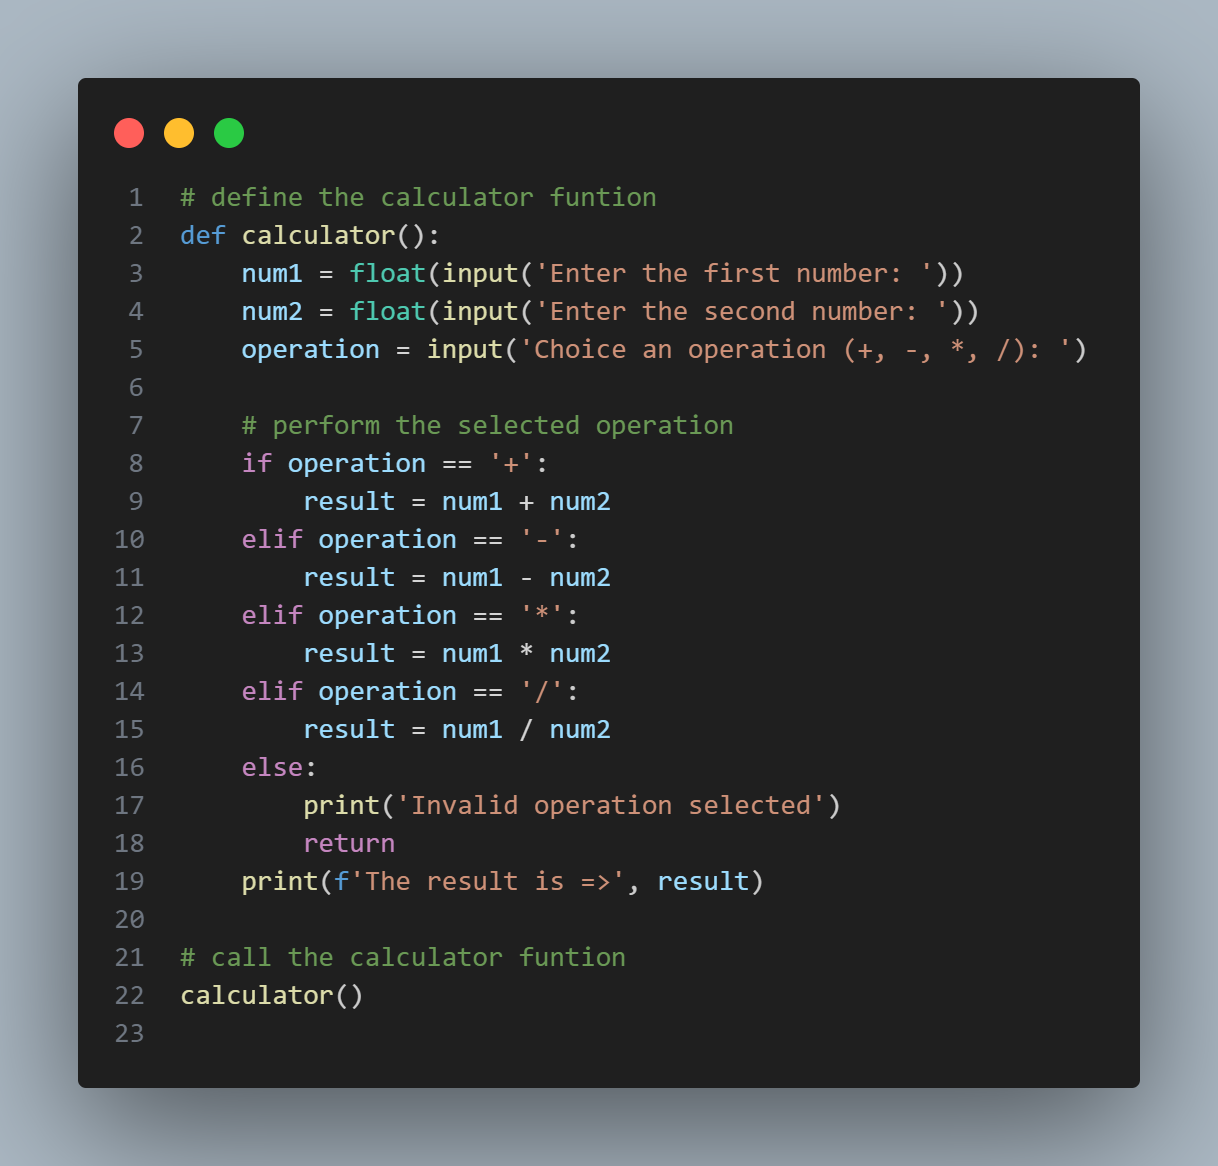 1 # define the calculator funtion
2 def calculator():
3     num1 = float(input('Enter the first number: '))
4     num2 = float(input('Enter the second number: '))
5     operation = input('Choice an operation (+, -, *, /): ')
6
7     # perform the selected operation
8     if operation == '+':
9         result = num1 + num2
10     elif operation == '-':
11         result = num1 - num2
12     elif operation == '*':
13         result = num1 * num2
14     elif operation == '/':
15         result = num1 / num2
16     else:
17         print('Invalid operation selected')
18         return
19     print(f'The result is =>', result)
20
21 # call the calculator funtion
22 calculator()
23